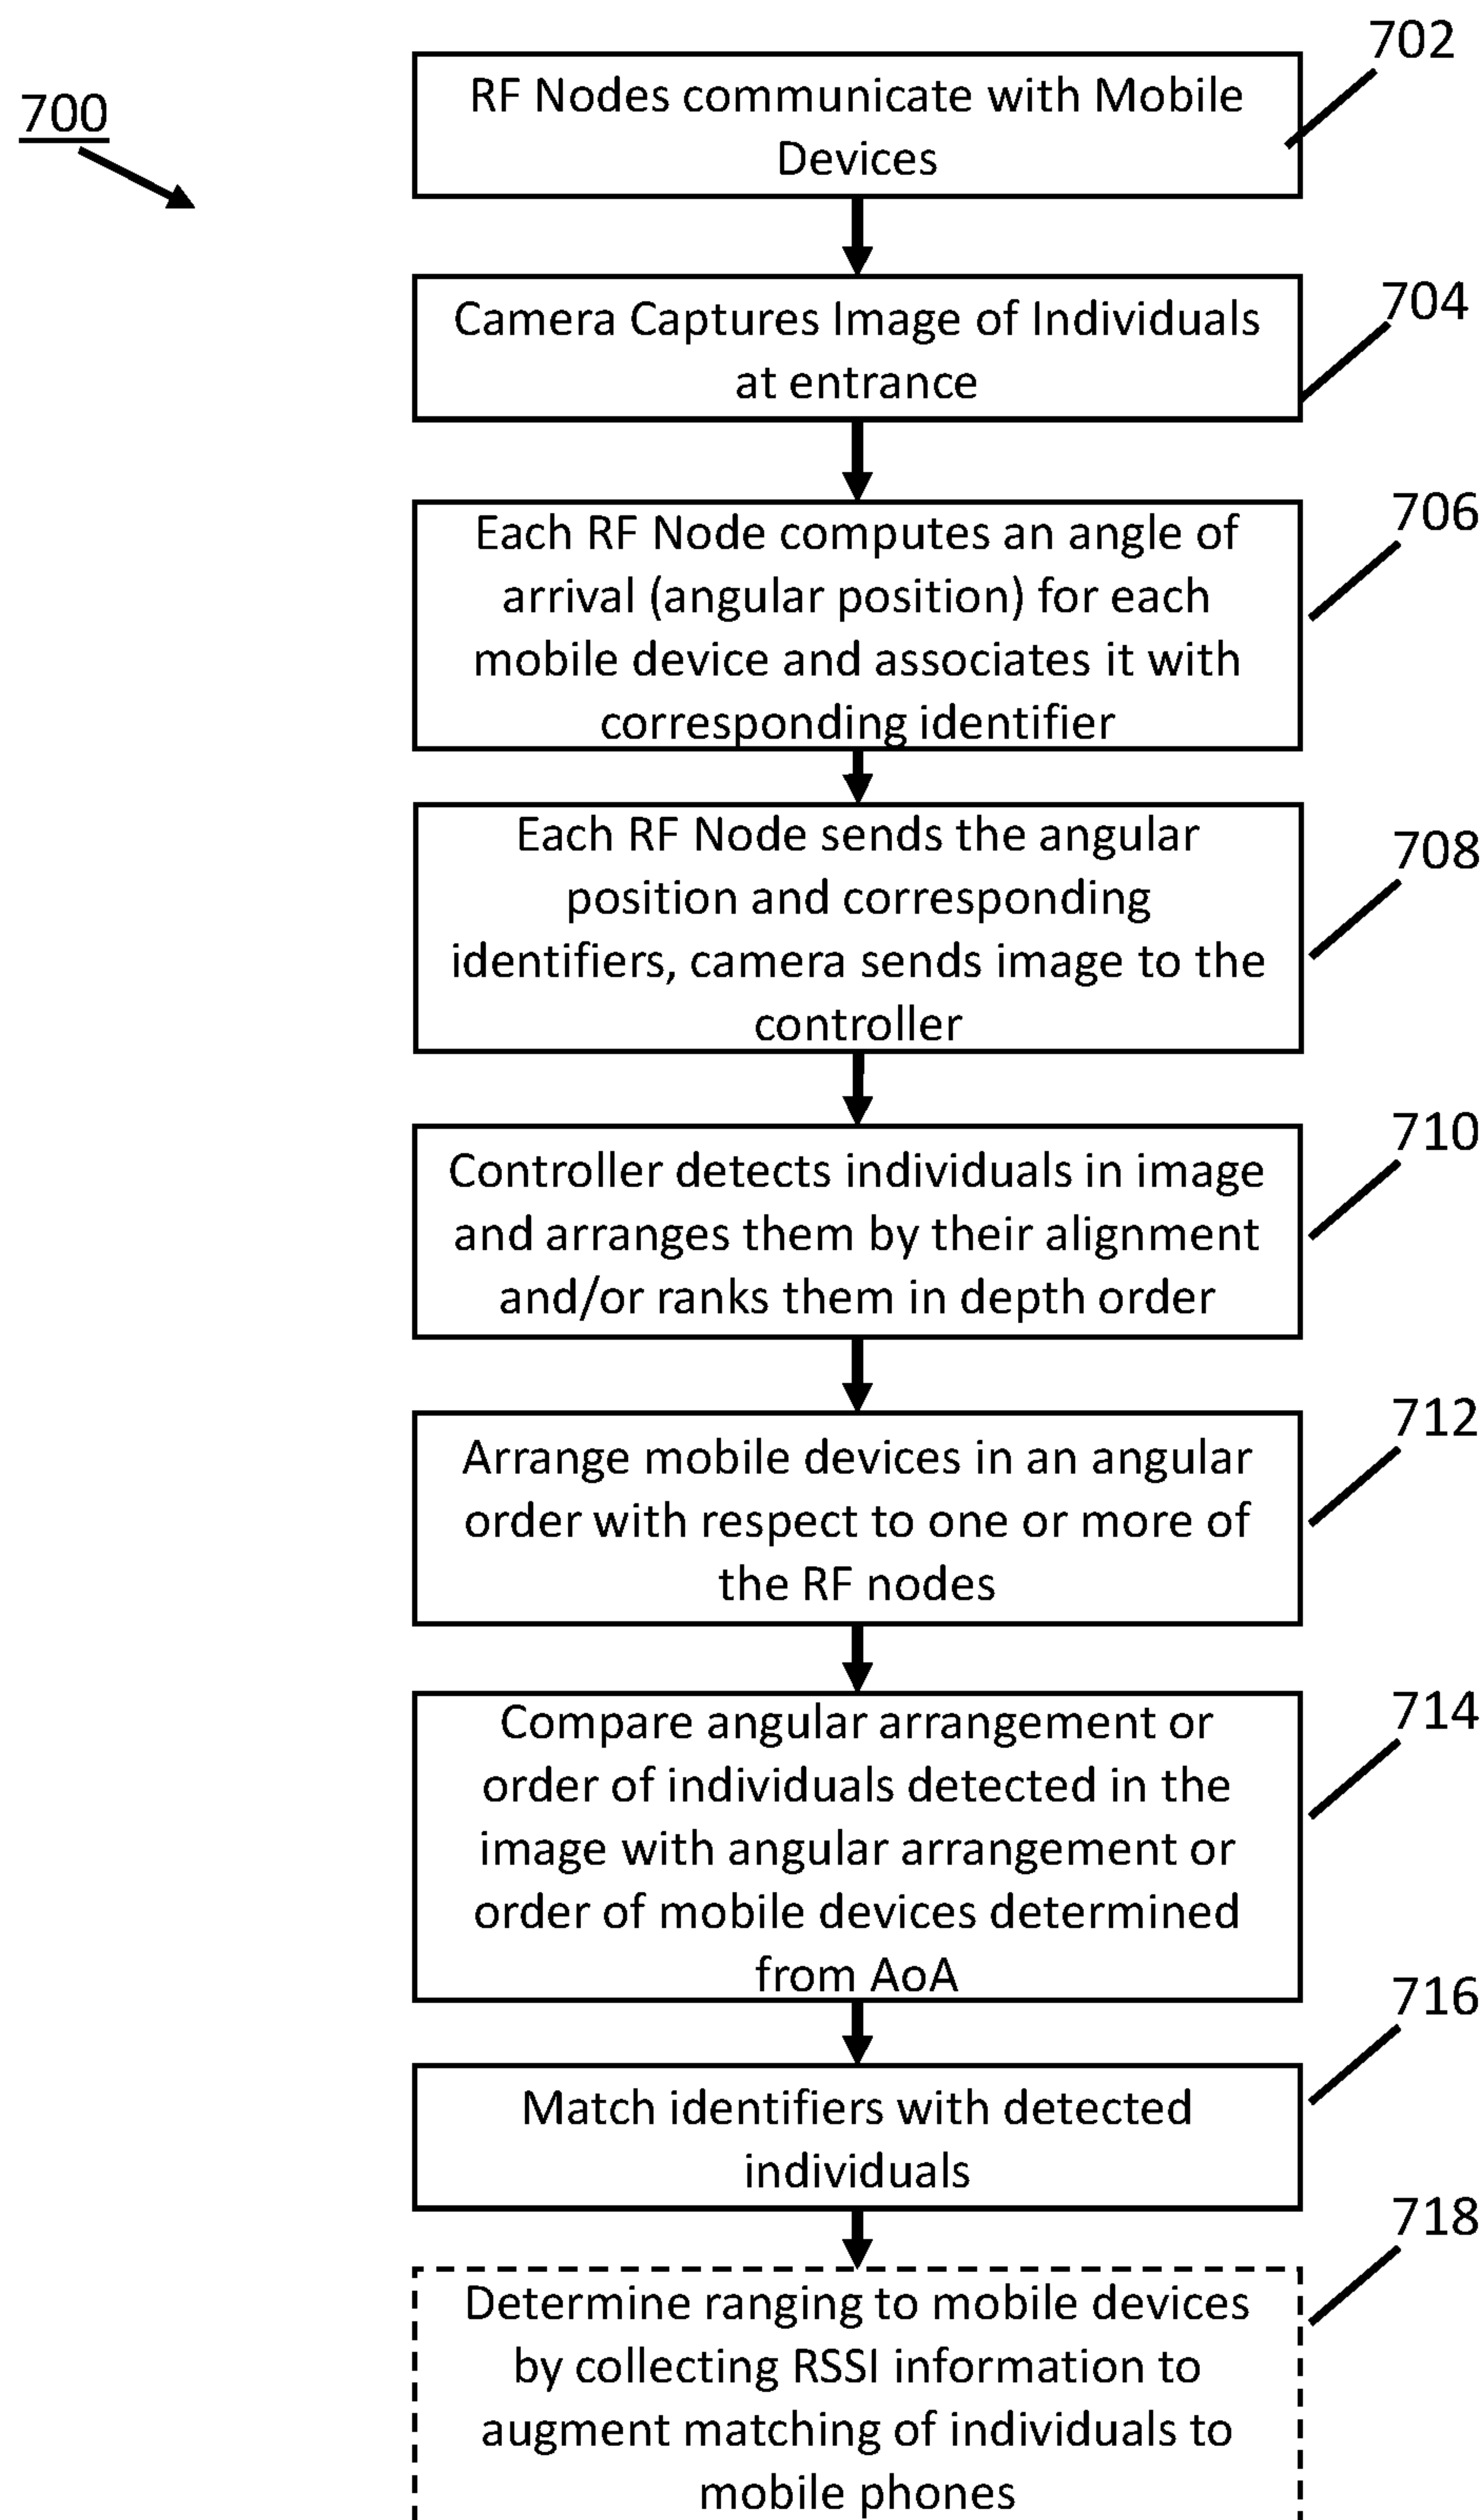 702
700
RF Nodes communicate with Mobile
Devices
704
Camera Captures Image of Individuals
at entrance
706
Each RF Node computes an angle of
arrival (angular position) for each
mobile device and associates it with
corresponding identifier
708
Each RF Node sends the angular
position and corresponding
identifiers, camera sends image to the
controller
710
Controller detects individuals in image
and arranges them by their alignment
and/or ranks them in depth order
712
Arrange mobile devices in an angular
order with respect to one or more of
the RF nodes
714
Compare angular arrangement or
order of individuals detected in the
image with angular arrangement or
order of mobile devices determined
from AoA
716
Match identifiers with detected
individuals
718
Determine ranging to mobile devices
by collecting RSSI information to
augment matching of individuals to
mobile phones